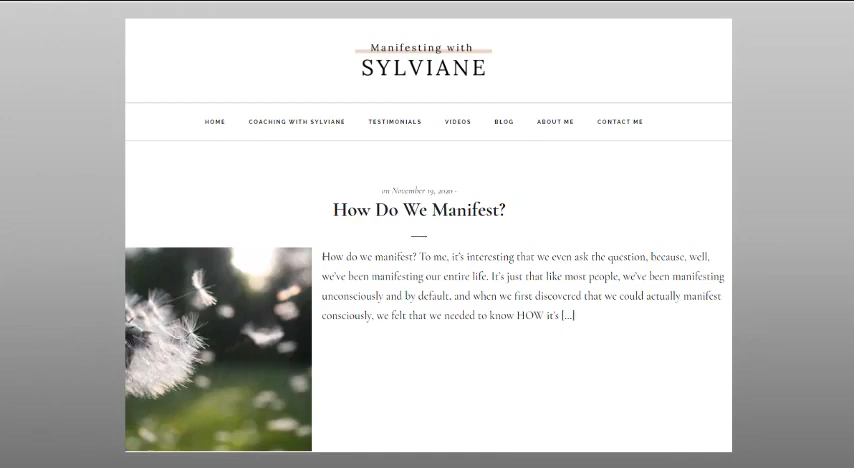 Manifesting with
SYLVIANE
HOME COACHING WITH SYLVIANE TESTIMONIALS VIDEOS BLOG ABOUT ME CONTACT ME
on November 19, 2020 -
How Do We Manifest?
How do we manifest? To me, it's interesting that we even ask the question, because, well,
we've been manifesting our entire life. It's just that like most people, we've been manifesting
unconsciously and by default, and when we first discovered that we could actually manifest
consciously, we felt that we needed to know HOW it's [...]